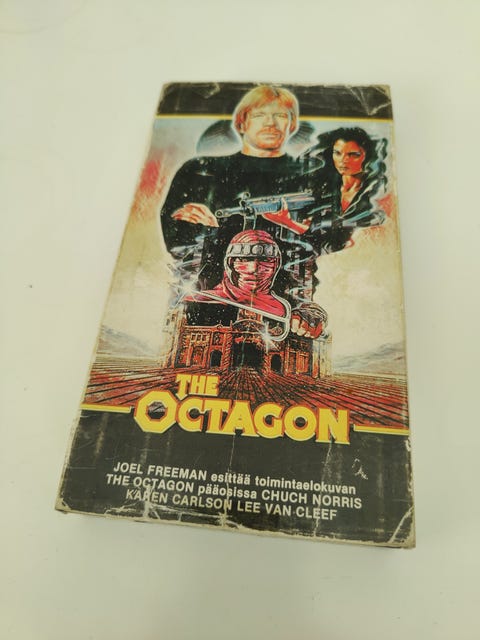 THE
OCTAGON
JOEL FREEMAN esittää toimintaelokuvan
THE OCTAGON pääosissa CHUCH NORRIS
KAREN CARLSON LEE VAN CLEEF